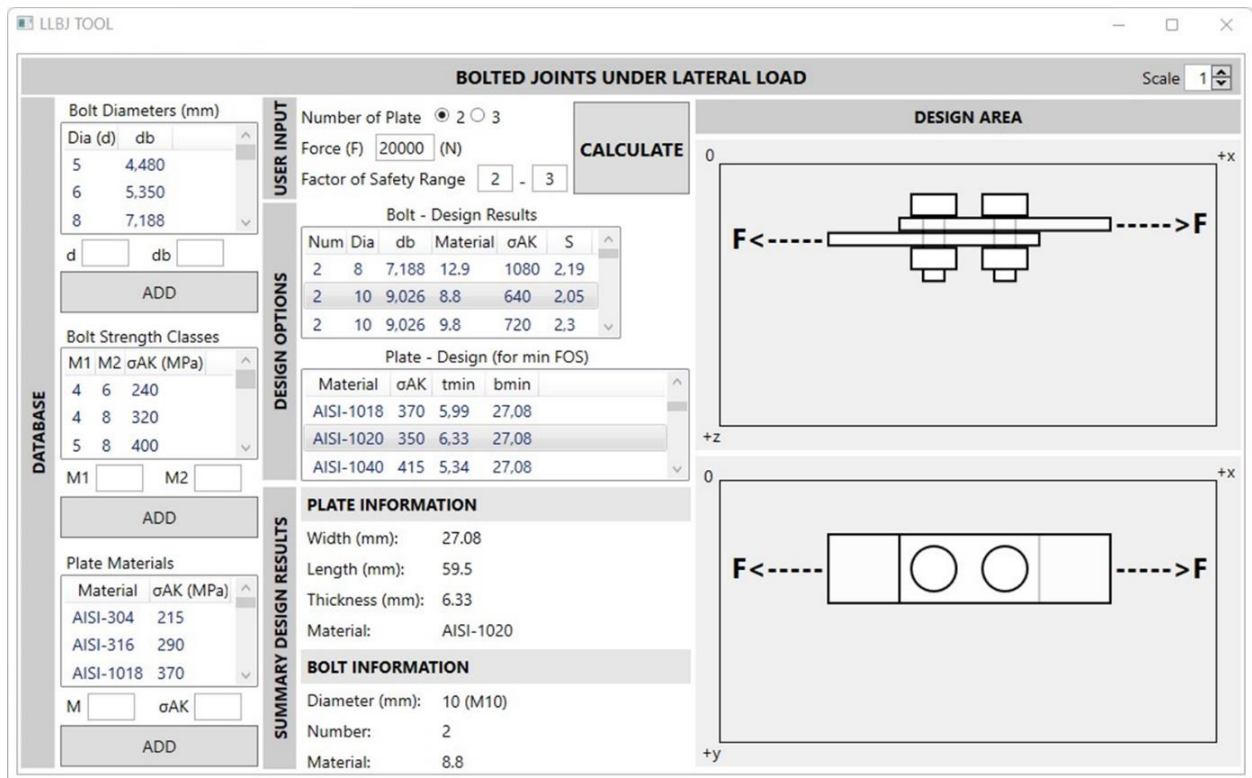 LLBJ TOOL
BOLTED JOINTS UNDER LATERAL LOAD
Scale 1
DATABASE
Bolt Diameters (mm)
Dia (d) db
5 4,480
6 5,350
8 7,188
d db
ADD
Bolt Strength Classes
M1 M2 σAK (MPa)
4 6 240
4 8 320
5 8 400
M1 M2
ADD
Plate Materials
Material σAK (MPa)
AISI-304 215
AISI-316 290
AISI-1018 370
M σAK
ADD
USER INPUT
Number of Plate 2 3
Force (F) 20000 (N)
Factor of Safety Range 2 - 3
CALCULATE
DESIGN OPTIONS
Bolt - Design Results
Num Dia db Material σAK S
2 8 7,188 12.9 1080 2,19
2 10 9,026 8.8 640 2,05
2 10 9,026 9.8 720 2,3
Plate - Design (for min FOS)
Material σAK tmin bmin
AISI-1018 370 5,99 27,08
AISI-1020 350 6,33 27,08
AISI-1040 415 5,34 27,08
SUMMARY DESIGN RESULTS
PLATE INFORMATION
Width (mm): 27.08
Length (mm): 59.5
Thickness (mm): 6.33
Material: AISI-1020
BOLT INFORMATION
Diameter (mm): 10 (M10)
Number: 2
Material: 8.8
DESIGN AREA
0 +x
F<----- ----->F
+z
0 +x
F<----- ----->F
+y